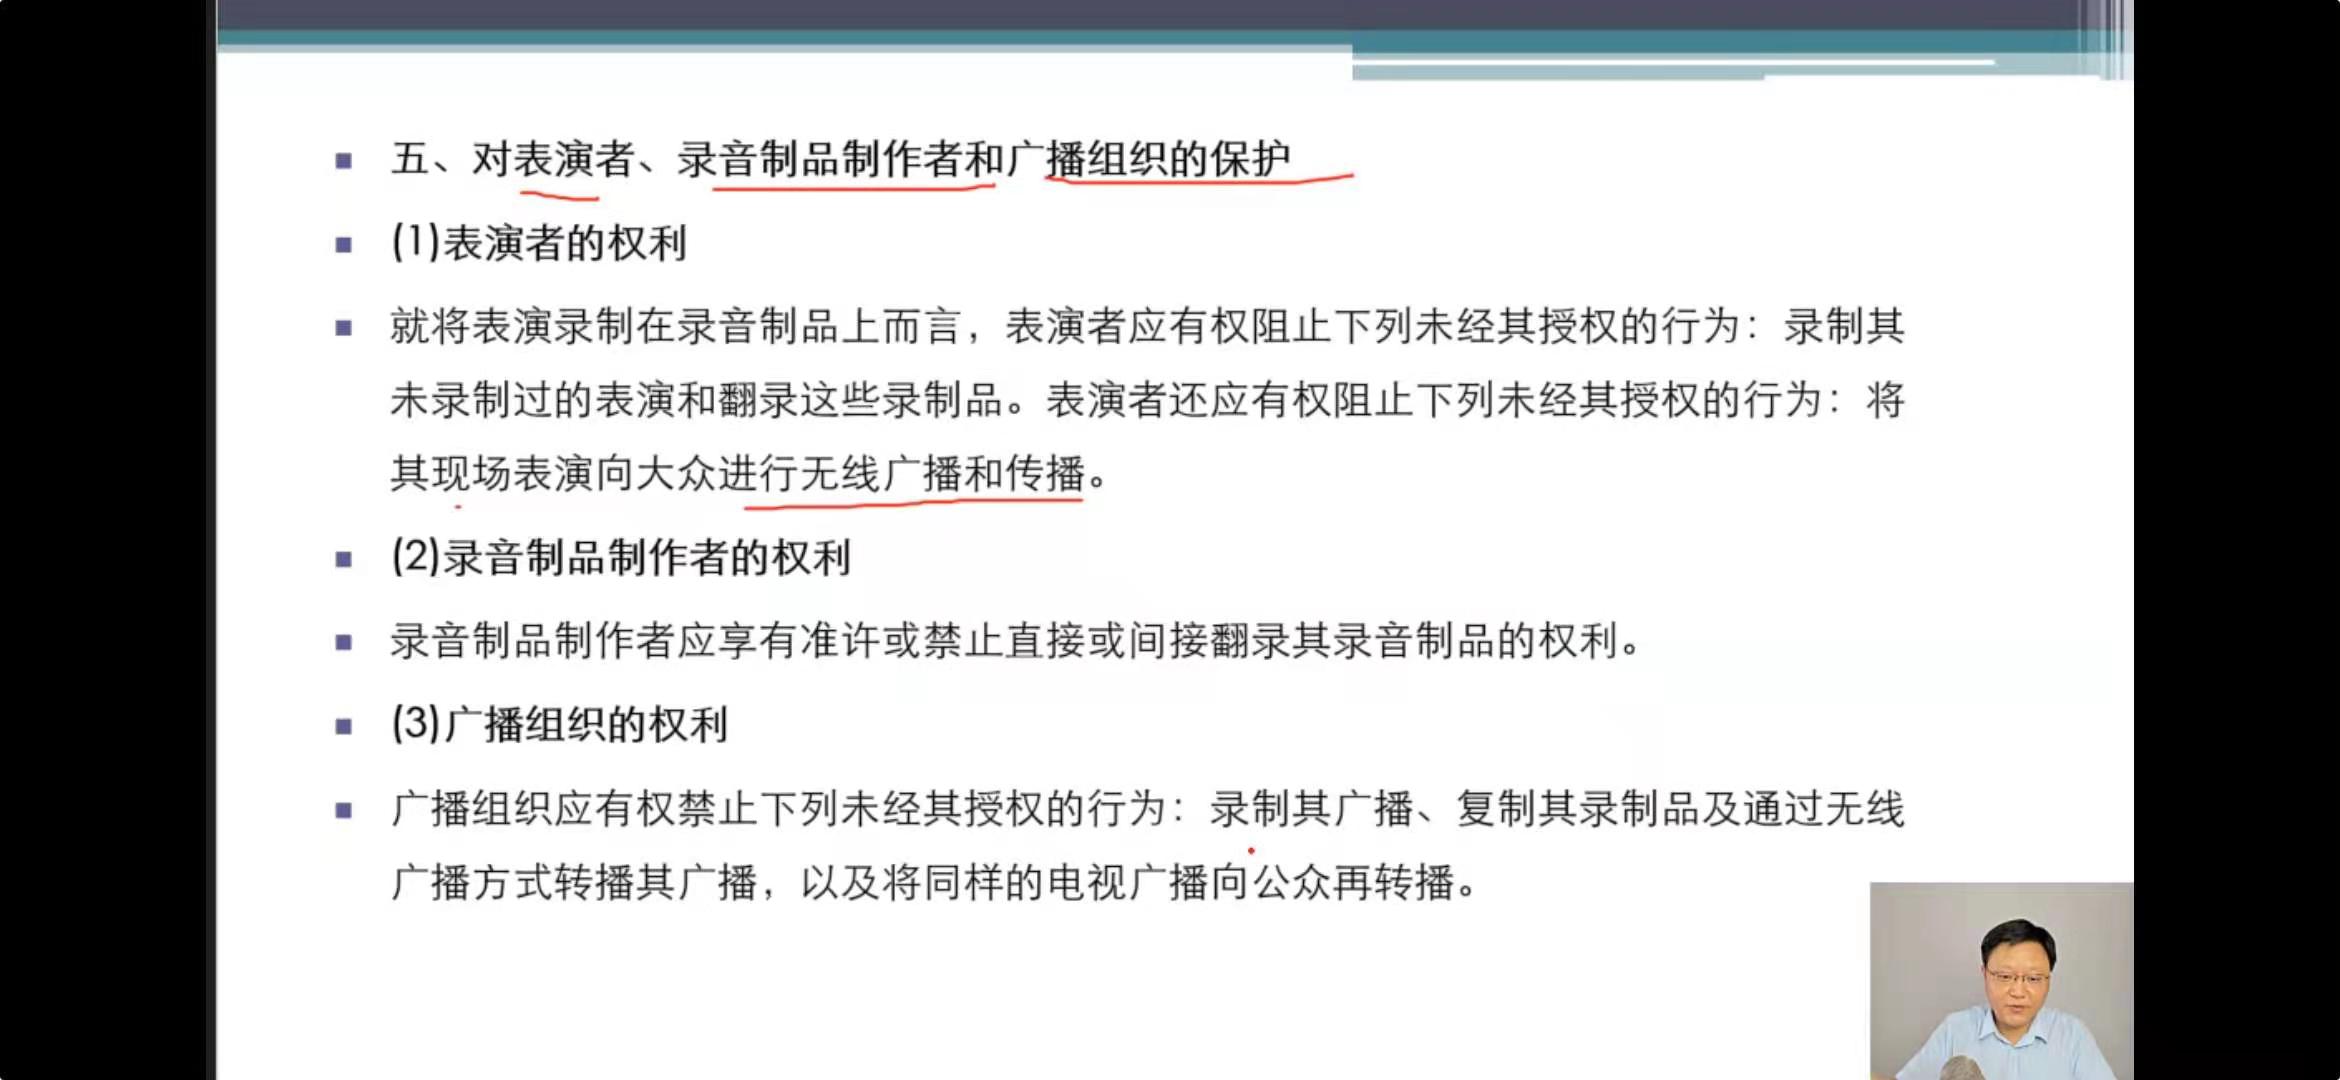 五、对表演者、录音制品制作者和广播组织的保护
(1)表演者的权利
就将表演录制在录音制品上而言，表演者应有权阻止下列未经其授权的行为：录制其
未录制过的表演和翻录这些录制品。表演者还应有权阻止下列未经其授权的行为：将
其现场表演向大众进行无线广播和传播。
(2)录音制品制作者的权利
录音制品制作者应享有准许或禁止直接或间接翻录其录音制品的权利。
(3)广播组织的权利
广播组织应有权禁止下列未经其授权的行为：录制其广播、复制其录制品及通过无线
广播方式转播其广播，以及将同样的电视广播向公众再转播。